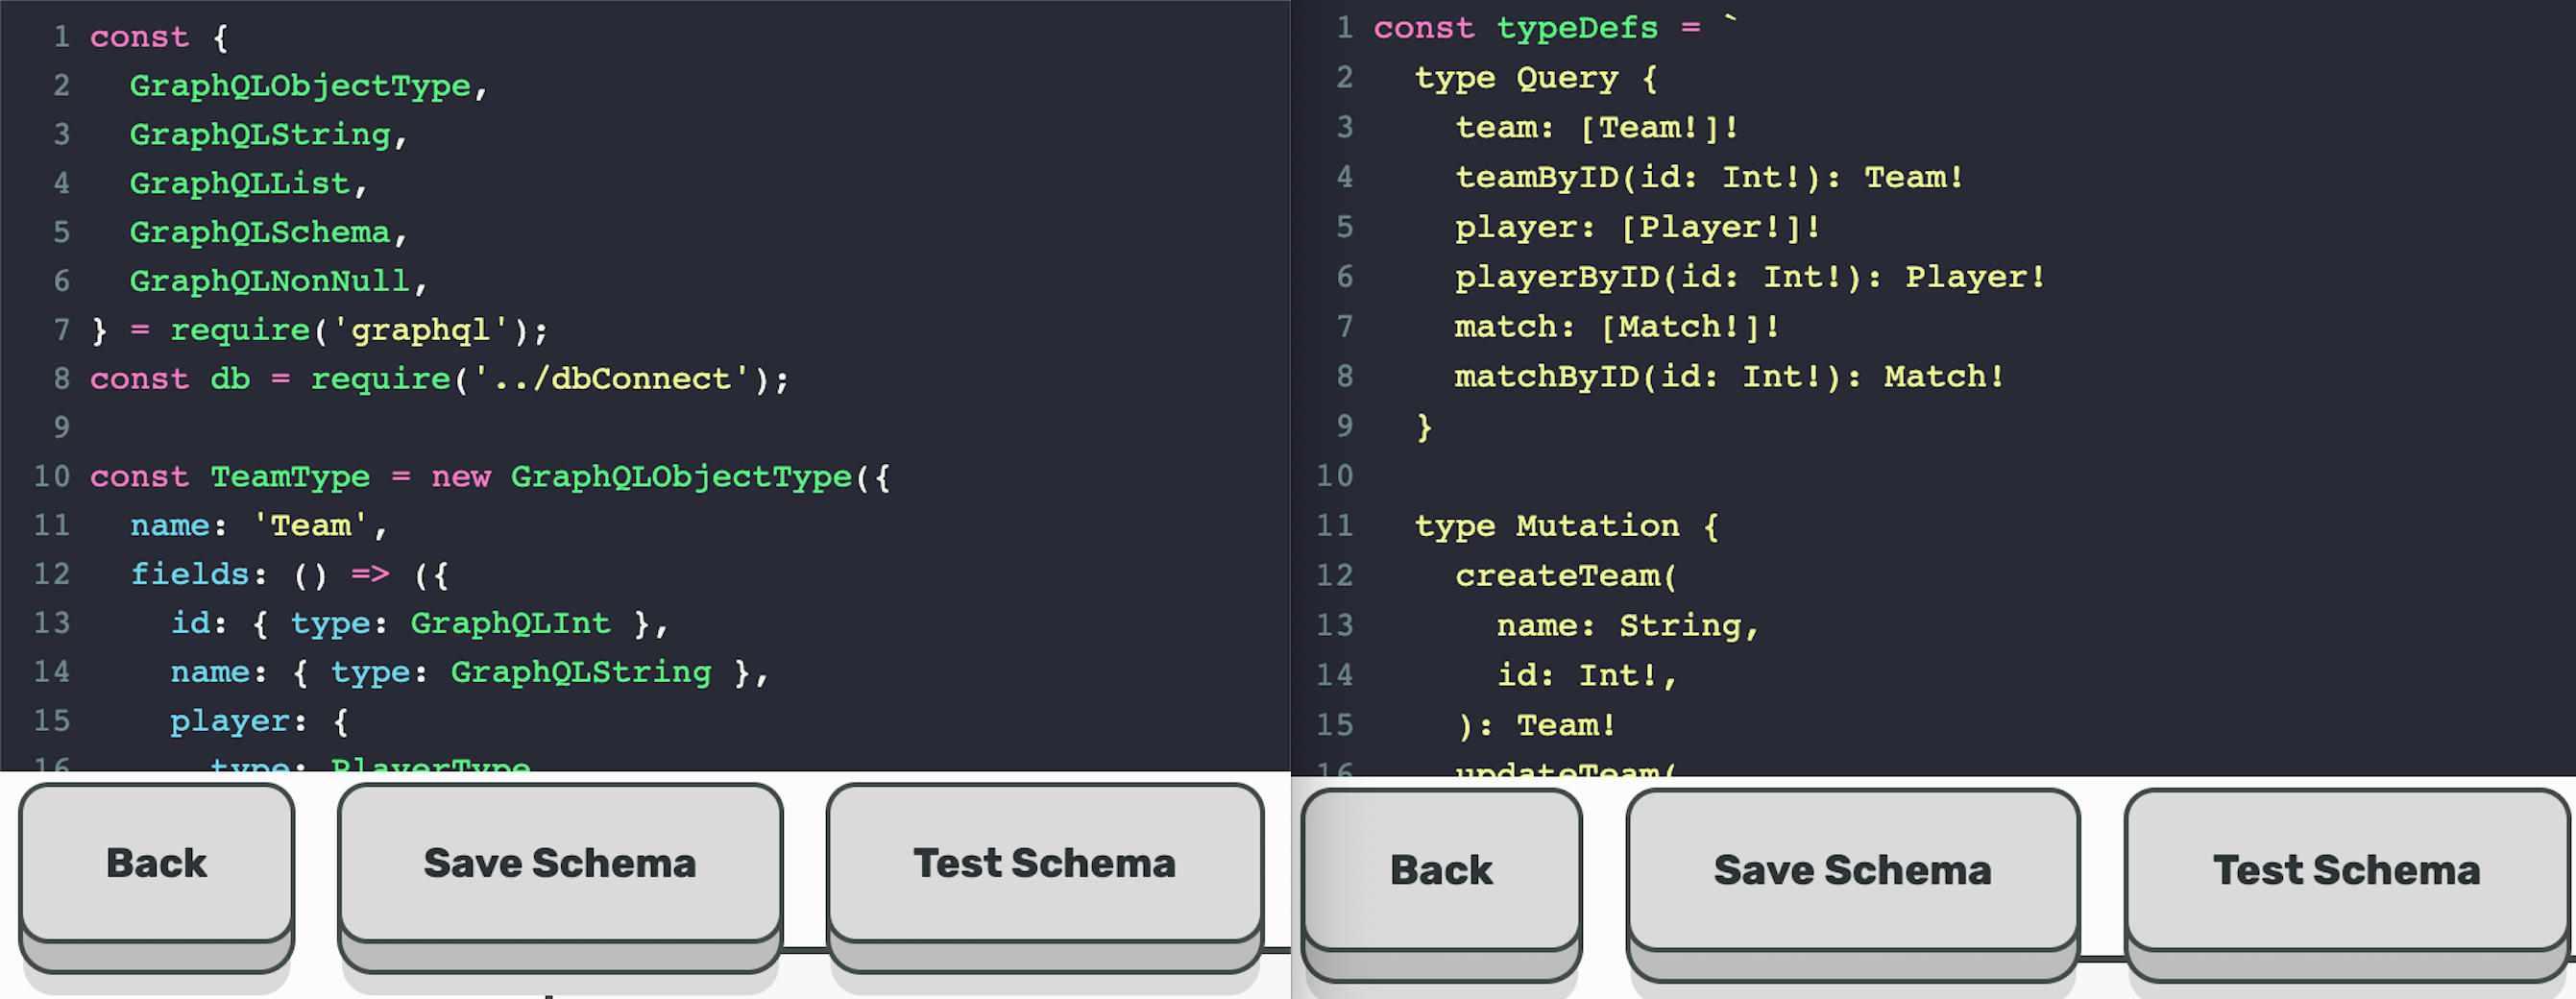 1 const {
2 GraphQLObjectType,
3 GraphQLString,
4 GraphQLList,
5 GraphQLSchema,
6 GraphQLNonNull,
7 } = require('graphql');
8 const db = require('../dbConnect');
9
10 const TeamType = new GraphQLObjectType({
11 name: 'Team',
12 fields: () => ({
13 id: { type: GraphQLInt },
14 name: { type: GraphQLString },
15 player: {
16 type: PlayerType
Back
Save Schema
Test Schema
1 const typeDefs = `
2 type Query {
3 team: [Team!]!
4 teamByID(id: Int!): Team!
5 player: [Player!]!
6 playerByID(id: Int!): Player!
7 match: [Match!]!
8 matchByID(id: Int!): Match!
9 }
10
11 type Mutation {
12 createTeam(
13 name: String,
14 id: Int!,
15 ): Team!
16 updateTeam(
Back
Save Schema
Test Schema